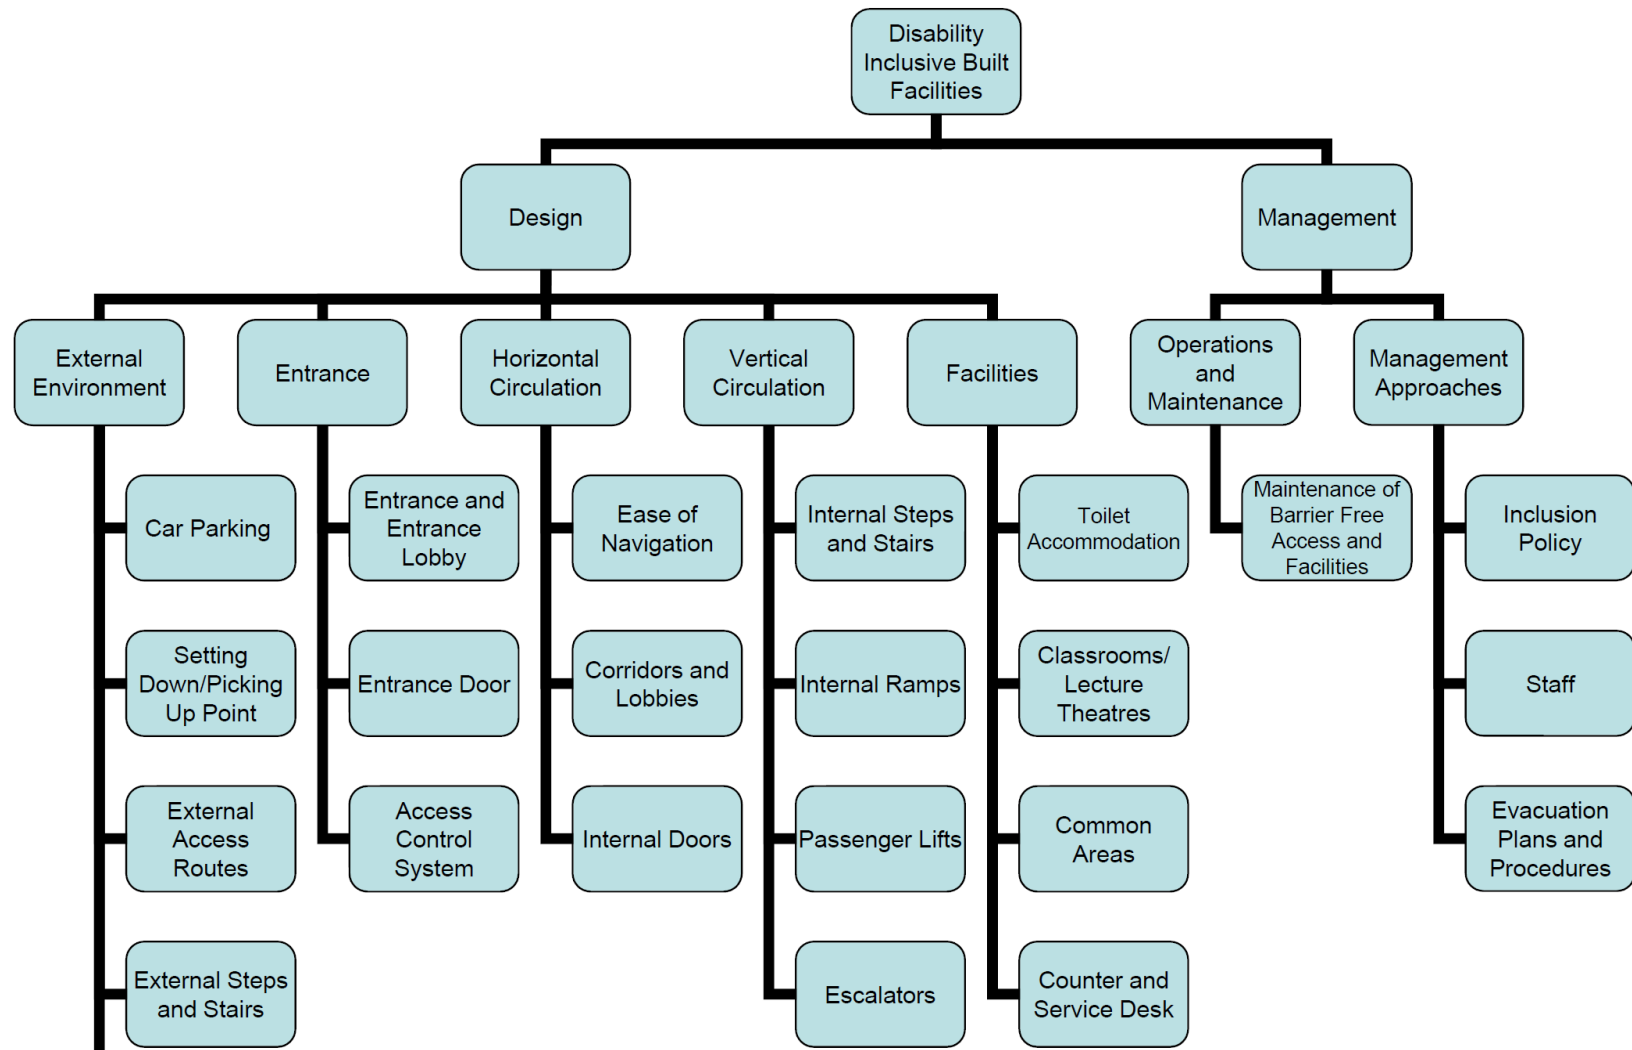 Disability
Inclusive Built
Facilities
Design
Management
External
Environment
Entrance
Horizontal
Circulation
Vertical
Circulation
Facilities
Operations
and
Maintenance
Management
Approaches
Car Parking
Entrance and
Entrance
Lobby
Ease of
Navigation
Internal Steps
and Stairs
Toilet
Accommodation
Maintenance of
Barrier Free
Access and
Facilities
Inclusion
Policy
Setting
Down/Picking
Up Point
Entrance Door
Corridors and
Lobbies
Internal Ramps
Classrooms/
Lecture
Theatres
Staff
External
Access
Routes
Access
Control
System
Internal Doors
Passenger Lifts
Common
Areas
Evacuation
Plans and
Procedures
External Steps
and Stairs
Escalators
Counter and
Service Desk